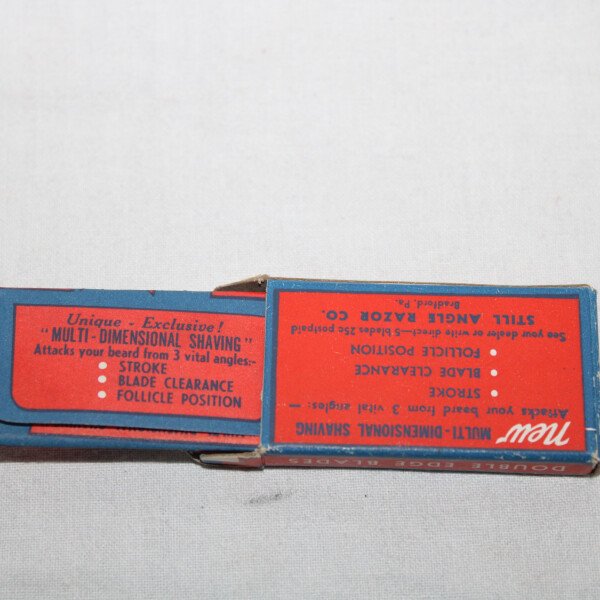 Unique - Exclusive!
"MULTI-DIMENSIONAL SHAVING"
Attacks your beard from 3 vital angles:-
• STROKE
• BLADE CLEARANCE
• FOLLICLE POSITION
new MULTI-DIMENSIONAL SHAVING
Attacks your beard from 3 vital angles: —
• STROKE
• BLADE CLEARANCE
• FOLLICLE POSITION
See your dealer or write direct—5 blades 25c postpaid
STILL ANGLE RAZOR CO.
Bradford, Pa.
DOUBLE EDGE BLADES